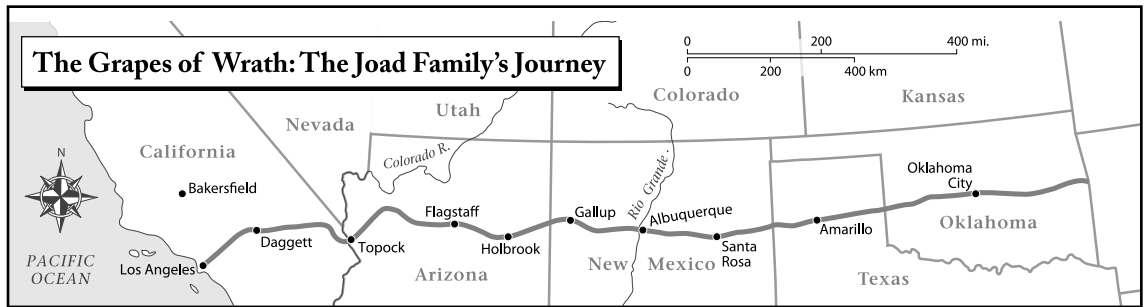 The Grapes of Wrath: The Joad Family's Journey
0 200 400 mi.
0 200 400 km
Colorado
Kansas
Utah
Nevada
California
Colorado R.
N
Bakersfield
Rio Grande .
Oklahoma
City
Flagstaff
Gallup
Albuquerque
Daggett
Topock
Holbrook
Santa
Rosa
Amarillo
Oklahoma
PACIFIC
OCEAN
Los Angeles
Arizona
New Mexico
Texas